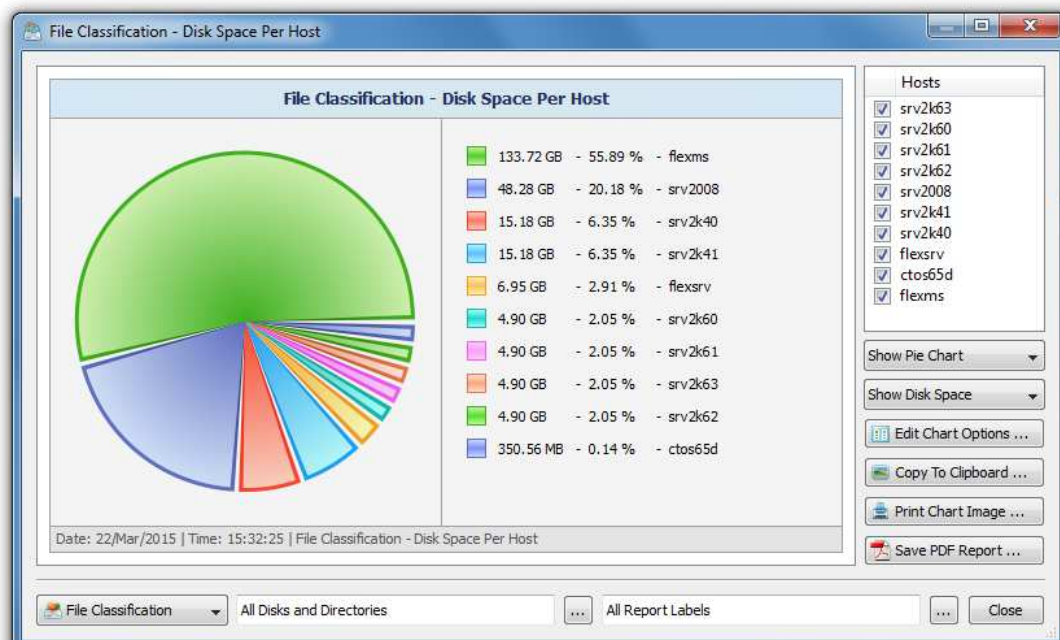 File Classification - Disk Space Per Host
File Classification - Disk Space Per Host
133.72 GB - 55.89 % - flexms
48.28 GB - 20.18 % - srv2008
15.18 GB - 6.35 % - srv2k40
15.18 GB - 6.35 % - srv2k41
6.95 GB - 2.91 % - flexsrv
4.90 GB - 2.05 % - srv2k60
4.90 GB - 2.05 % - srv2k61
4.90 GB - 2.05 % - srv2k63
4.90 GB - 2.05 % - srv2k62
350.56 MB - 0.14 % - ctos65d
Date: 22/Mar/2015 | Time: 15:32:25 | File Classification - Disk Space Per Host
Hosts
srv2k63
srv2k60
srv2k61
srv2k62
srv2008
srv2k41
srv2k40
flexsrv
ctos65d
flexms
Show Pie Chart
Show Disk Space
Edit Chart Options ...
Copy To Clipboard ...
Print Chart Image ...
Save PDF Report ...
File Classification
All Disks and Directories
...
All Report Labels
...
Close